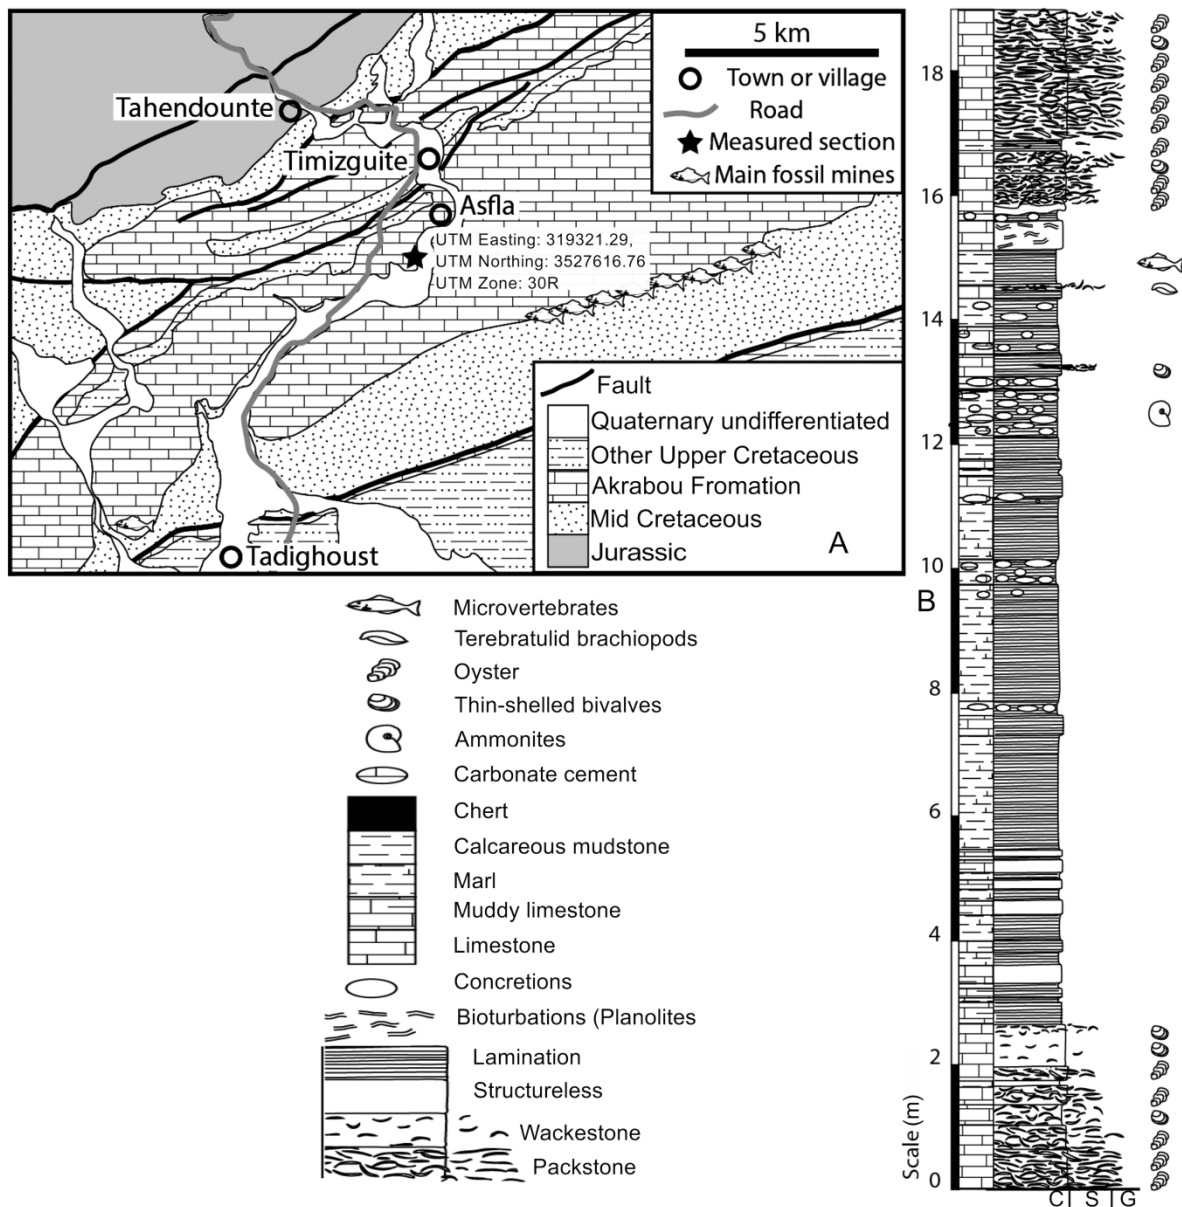 5 km
Town or village
Road
Measured section
Main fossil mines
Tahendounte
Timizguite
Asfla
UTM Easting: 319321.29,
UTM Northing: 3527616.76
UTM Zone: 30R
Fault
Quaternary undifferentiated
Other Upper Cretaceous
Akrabou Fromation
Mid Cretaceous
Jurassic
A
Tadighoust
Microvertebrates
Terebratulid brachiopods
Oyster
Thin-shelled bivalves
Ammonites
Carbonate cement
Chert
Calcareous mudstone
Marl
Muddy limestone
Limestone
Concretions
Bioturbations (Planolites
Lamination
Structureless
Wackestone
Packstone
B
18
16
14
12
10
8
6
4
2
0
Scale (m)
C S G